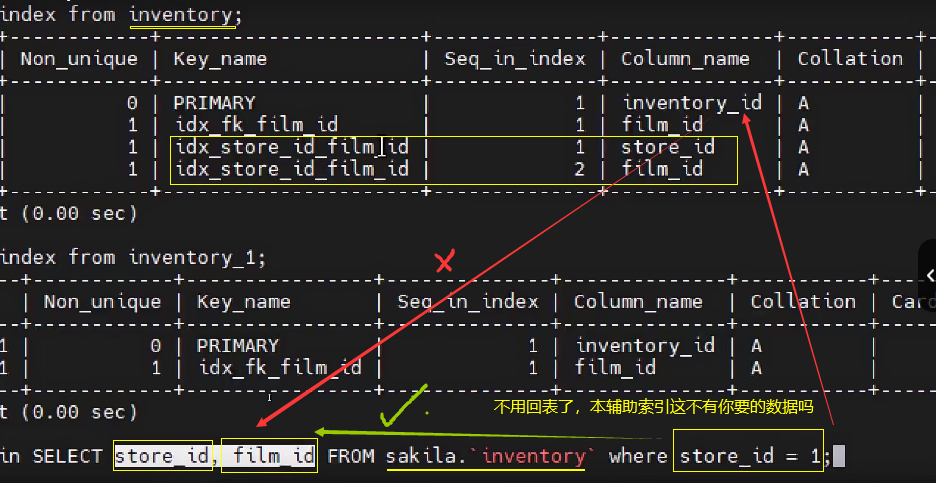 index from inventory;
| Non_unique | Key_name | Seq_in_index | Column_name | Collation |
| 0 | PRIMARY | 1 | inventory_id | A
| 1 | idx_fk_film_id | 1 | film_id | A
| 1 | idx_store_id_film_id | 1 | store_id | A
| 1 | idx_store_id_film_id | 2 | film_id | A
t (0.00 sec)
index from inventory_1;
| Non_unique | Key_name | Seq_in_index | Column_name | Collation | Card
1 | 0 | PRIMARY | 1 | inventory_id | A |
1 | 1 | idx_fk_film_id | 1 | film_id | A |
t (0.00 sec)
不用回表了，本辅助索引这不有你要的数据吗
in SELECT store_id, film_id FROM sakila.`inventory` where store_id = 1;